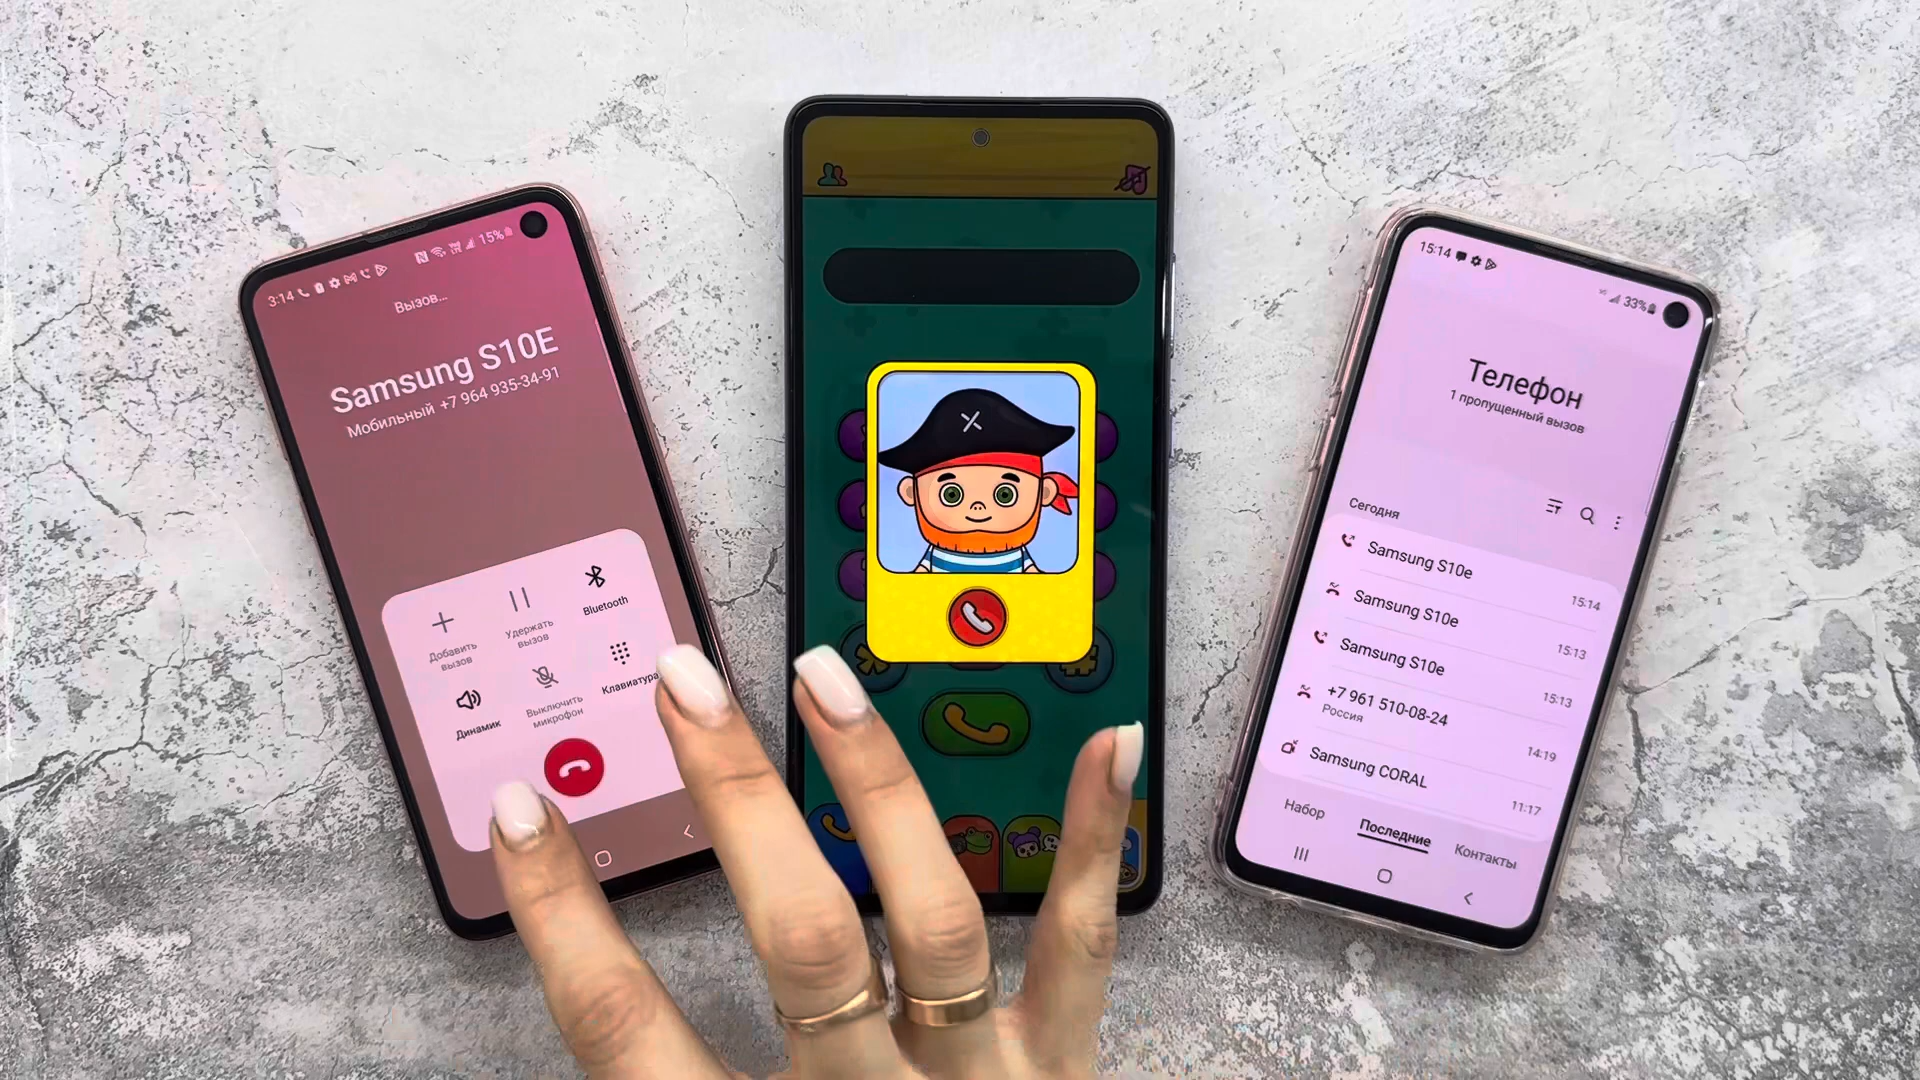 3:14
15%
Вызов...
Samsung S10E
Мобильный +7 964 935-34-91
Добавить
вызов
Удержать
вызов
Bluetooth
Динамик
Выключить
микрофон
Клавиатура
15:14
33%
Телефон
1 пропущенный вызов
Сегодня
Samsung S10e
15:14
Samsung S10e
15:13
Samsung S10e
15:13
+7 961 510-08-24
Россия
14:19
Samsung CORAL
11:17
Набор
Последние
Контакты